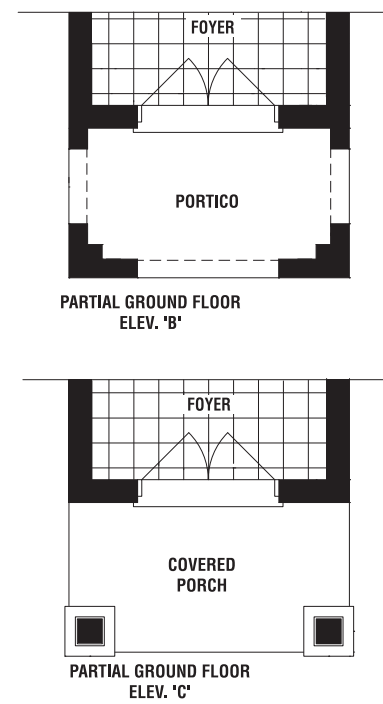 FOYER
PORTICO
PARTIAL GROUND FLOOR
ELEV. 'B'
FOYER
COVERED
PORCH
PARTIAL GROUND FLOOR
ELEV. 'C'